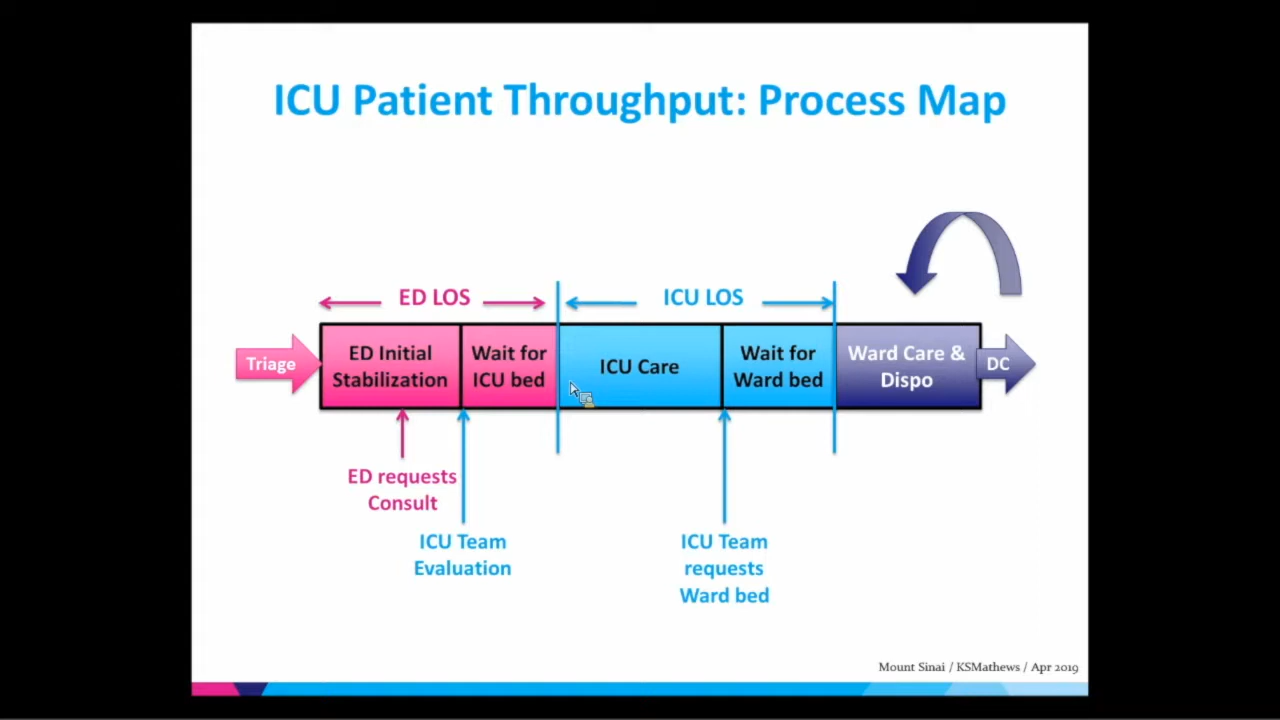 ICU Patient Throughput: Process Map
ED LOS
ICU LOS
Triage
ED Initial
Stabilization
Wait for
ICU bed
ICU Care
Wait for
Ward bed
Ward Care &
Dispo
DC
ED requests
Consult
ICU Team
Evaluation
ICU Team
requests
Ward bed
Mount Sinai / KSMathews / Apr 2019